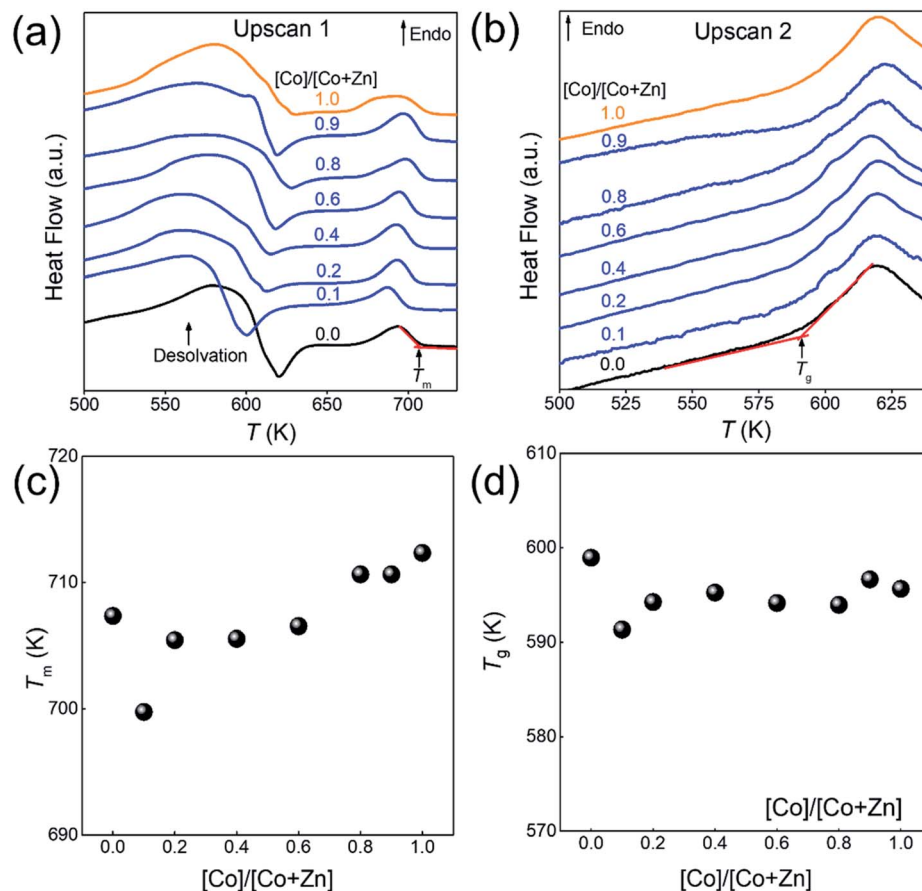 (a)
Upscan 1
Endo
[Co]/[Co+Zn]
1.0
0.9
0.8
0.6
0.4
0.2
0.1
0.0
Desolvation
Tm
Heat Flow (a.u.)
500 550 600 650 700
T (K)
(b)
Endo
Upscan 2
[Co]/[Co+Zn]
1.0
0.9
0.8
0.6
0.4
0.2
0.1
0.0
Tg
Heat Flow (a.u.)
500 525 550 575 600 625
T (K)
(c)
720
710
700
690
Tm (K)
0.0 0.2 0.4 0.6 0.8 1.0
[Co]/[Co+Zn]
(d)
610
600
590
580
570
Tg (K)
[Co]/[Co+Zn]
0.0 0.2 0.4 0.6 0.8 1.0
[Co]/[Co+Zn]